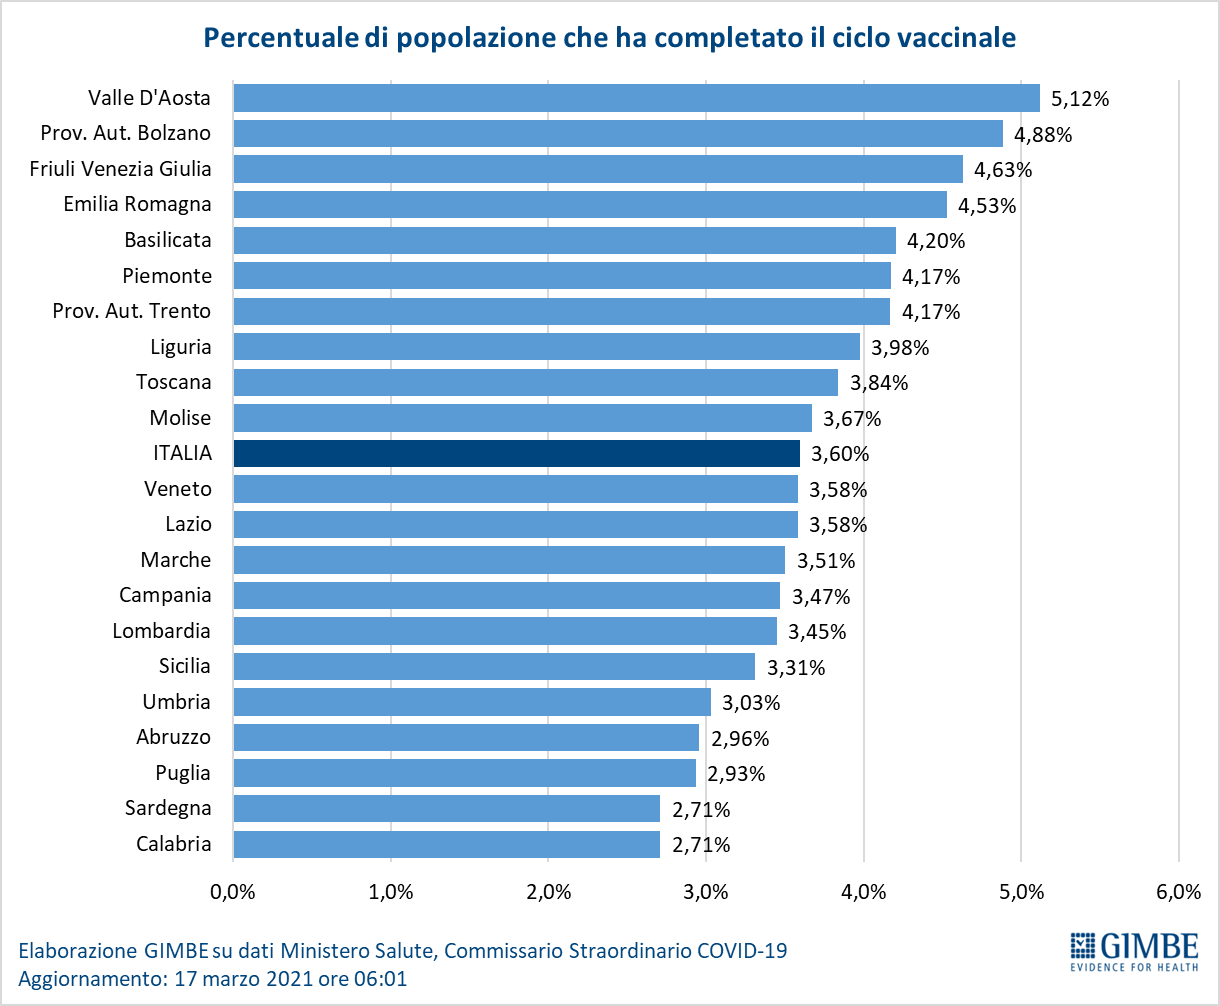 Percentuale di popolazione che ha completato il ciclo vaccinale
Valle D'Aosta 5,12%
Prov. Aut. Bolzano 4,88%
Friuli Venezia Giulia 4,63%
Emilia Romagna 4,53%
Basilicata 4,20%
Piemonte 4,17%
Prov. Aut. Trento 4,17%
Liguria 3,98%
Toscana 3,84%
Molise 3,67%
ITALIA 3,60%
Veneto 3,58%
Lazio 3,58%
Marche 3,51%
Campania 3,47%
Lombardia 3,45%
Sicilia 3,31%
Umbria 3,03%
Abruzzo 2,96%
Puglia 2,93%
Sardegna 2,71%
Calabria 2,71%
0,0% 1,0% 2,0% 3,0% 4,0% 5,0% 6,0%
Elaborazione GIMBE su dati Ministero Salute, Commissario Straordinario COVID-19
Aggiornamento: 17 marzo 2021 ore 06:01
GIMBE
EVIDENCE FOR HEALTH